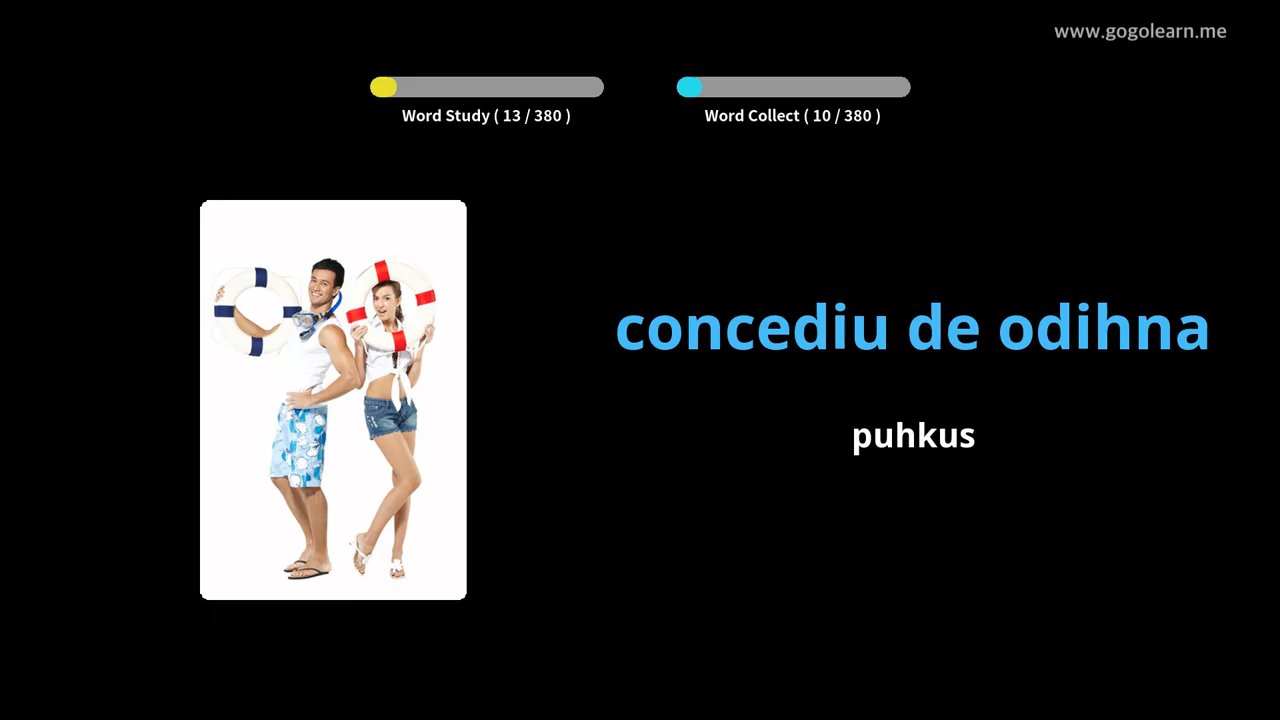 www.gogolearn.me
Word Study ( 13 / 380 )
Word Collect ( 10 / 380 )
concediu de odihna
puhkus